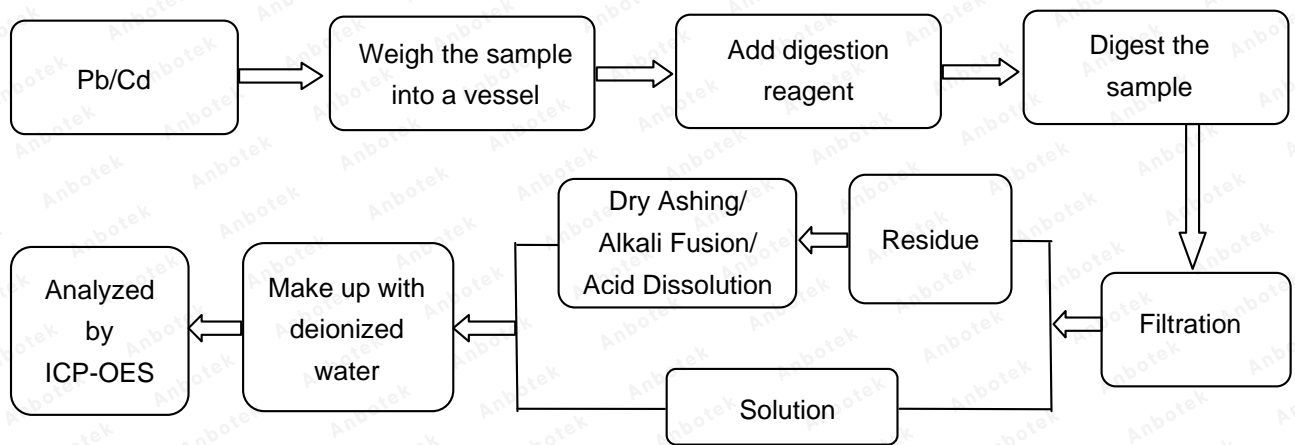 Pb/Cd
Weigh the sample
into a vessel
Add digestion
reagent
Digest the
sample
Filtration
Residue
Dry Ashing/
Alkali Fusion/
Acid Dissolution
Solution
Make up with
deionized
water
Analyzed
by
ICP-OES
Anbotek